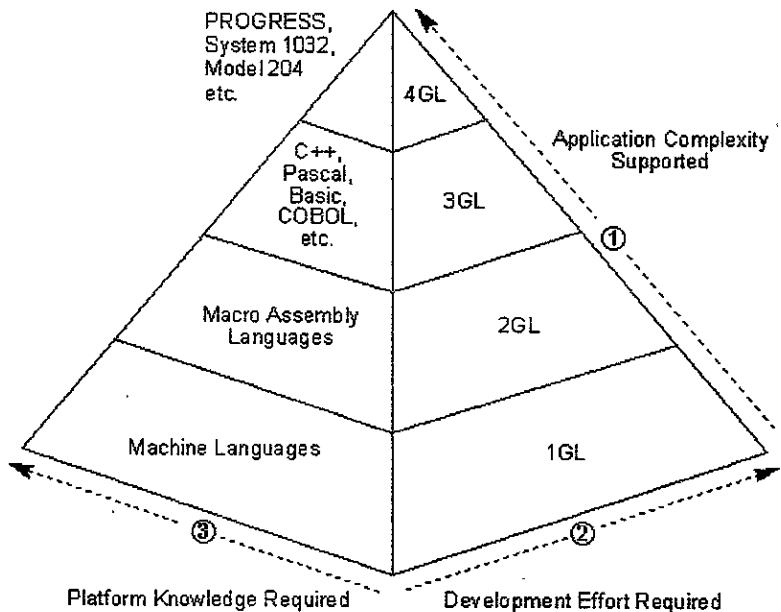 PROGRESS,
System 1032,
Model 204
etc.
4GL
Application Complexity
Supported
C++,
Pascal,
Basic,
COBOL,
etc.
3GL
①
Macro Assembly
Languages
2GL
Machine Languages
1GL
③
②
Platform Knowledge Required
Development Effort Required